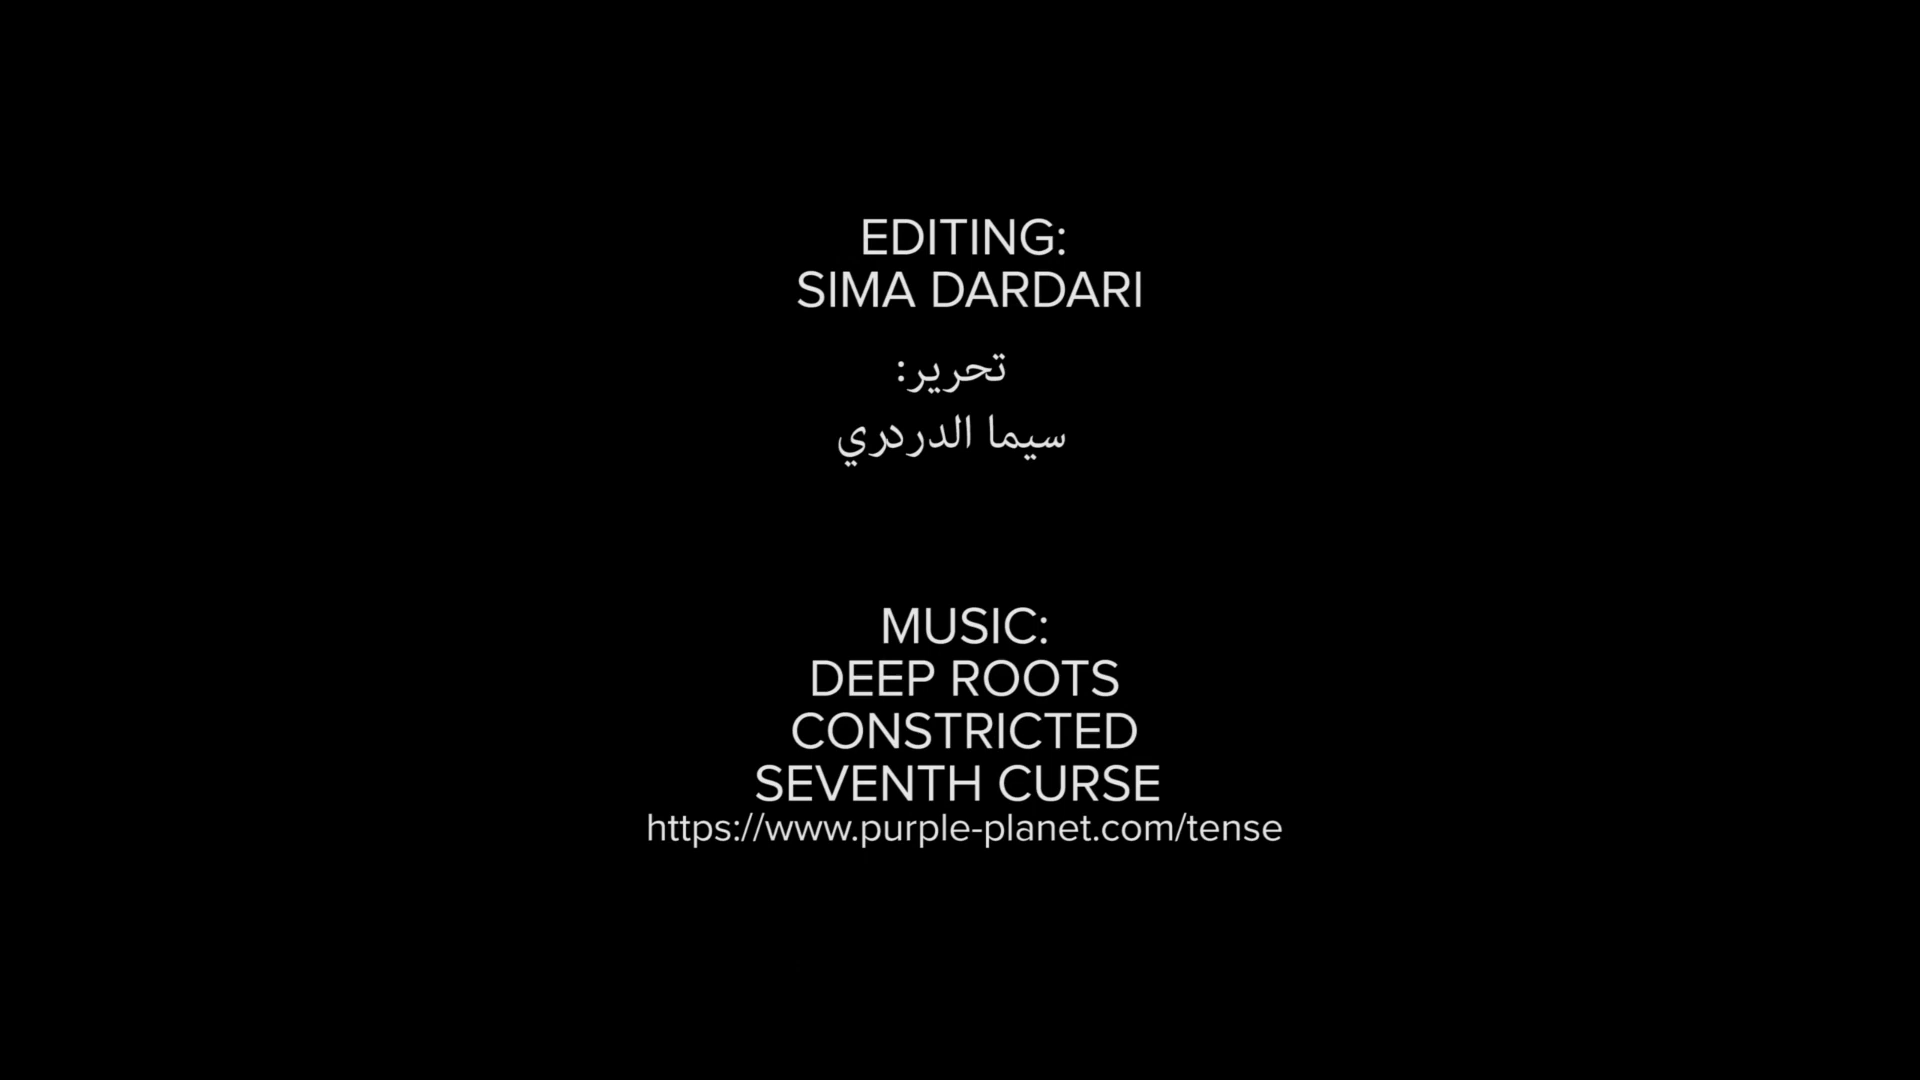 EDITING:
SIMA DARDARI
تحرير:
سيما الدردري
MUSIC:
DEEP ROOTS
CONSTRICTED
SEVENTH CURSE
https://www.purple-planet.com/tense